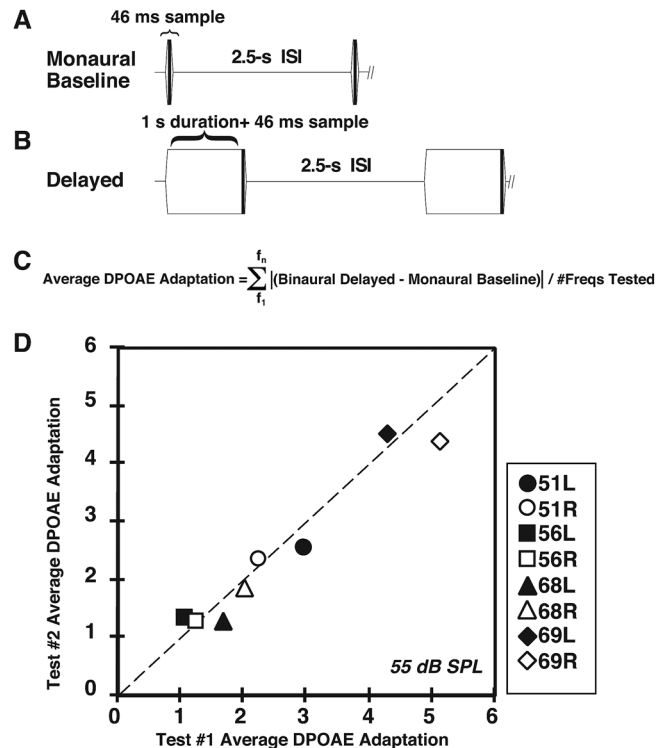 A
46 ms sample
Monaural
Baseline
2.5-s ISI
1 s duration+ 46 ms sample
B
Delayed
2.5-s ISI
C
Average DPOAE Adaptation = fn ∑ f1 |(Binaural Delayed - Monaural Baseline)| / #Freqs Tested
D
Test #2 Average DPOAE Adaptation
6
5
4
3
2
1
0
55 dB SPL
0 1 2 3 4 5 6
Test #1 Average DPOAE Adaptation
51L
51R
56L
56R
68L
68R
69L
69R